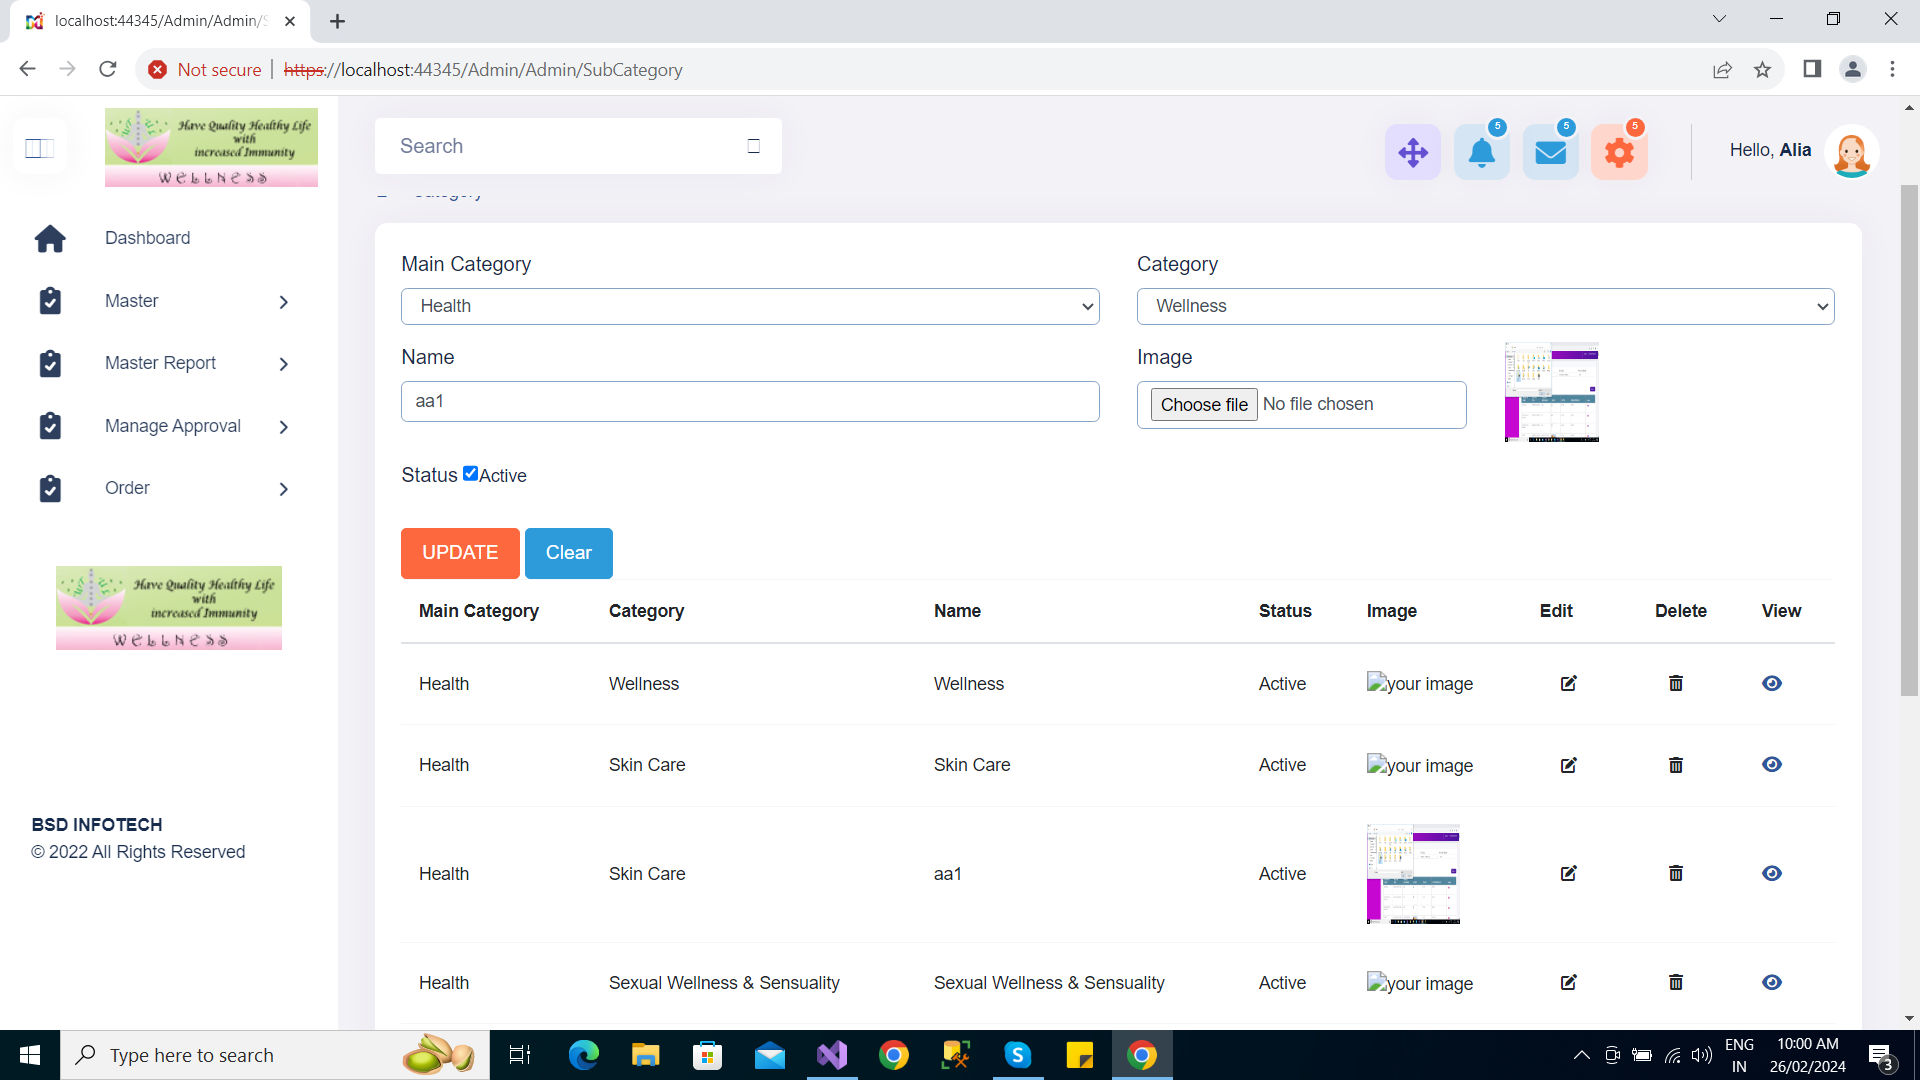 localhost:44345/Admin/Admin/S
Not secure https://localhost:44345/Admin/Admin/SubCategory
Have Quality Healthy Life
with
increased Immunity
WELLNESS
Search
5
5
5
Hello, Alia
Dashboard
Master
Master Report
Manage Approval
Order
Have Quality Healthy Life
with
increased Immunity
WELLNESS
BSD INFOTECH
© 2022 All Rights Reserved
Category
Main Category
Category
Health
Wellness
Name
Image
aa1
Choose file No file chosen
Status Active
UPDATE Clear
Main Category Category Name Status Image Edit Delete View
Health Wellness Wellness Active your image
Health Skin Care Skin Care Active your image
Health Skin Care aa1 Active
Health Sexual Wellness & Sensuality Sexual Wellness & Sensuality Active your image
Type here to search
ENG
IN
10:00 AM
26/02/2024
3